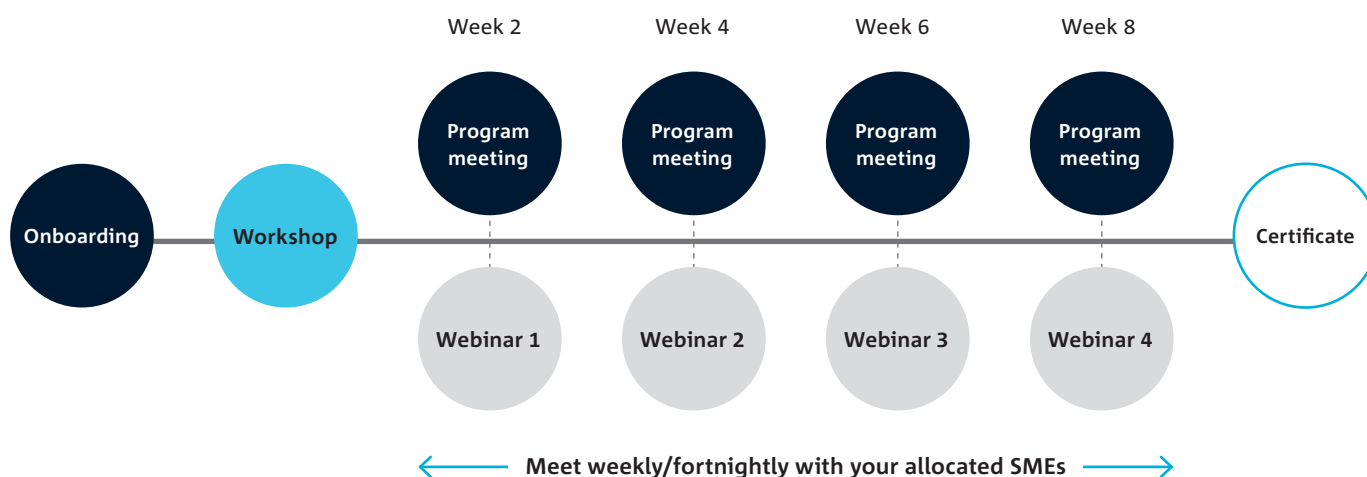 Week 2
Week 4
Week 6
Week 8
Program
meeting
Program
meeting
Program
meeting
Program
meeting
Onboarding
Workshop
Certificate
Webinar 1
Webinar 2
Webinar 3
Webinar 4
Meet weekly/fortnightly with your allocated SMEs